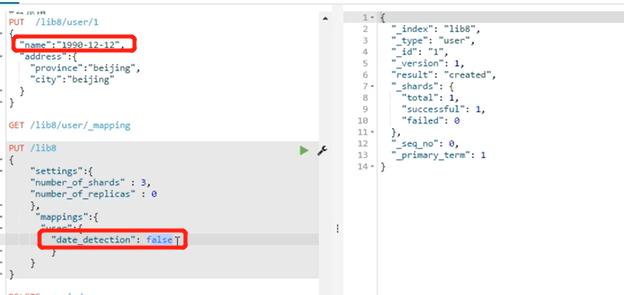 PUT /lib8/user/1
{
"name":"1990-12-12",
"address":{
"province":"beijing",
"city":"beijing"
}
}
GET /lib8/user/_mapping
PUT /lib8
{
"settings":{
"number_of_shards" : 3,
"number_of_replicas" : 0
},
"mappings":{
"user":{
"date_detection": false
}
}
}
1 {
2 "_index": "lib8",
3 "_type": "user",
4 "_id": "1",
5 "_version": 1,
6 "result": "created",
7 "_shards": {
8 "total": 1,
9 "successful": 1,
10 "failed": 0
11 },
12 "_seq_no": 0,
13 "_primary_term": 1
14 }